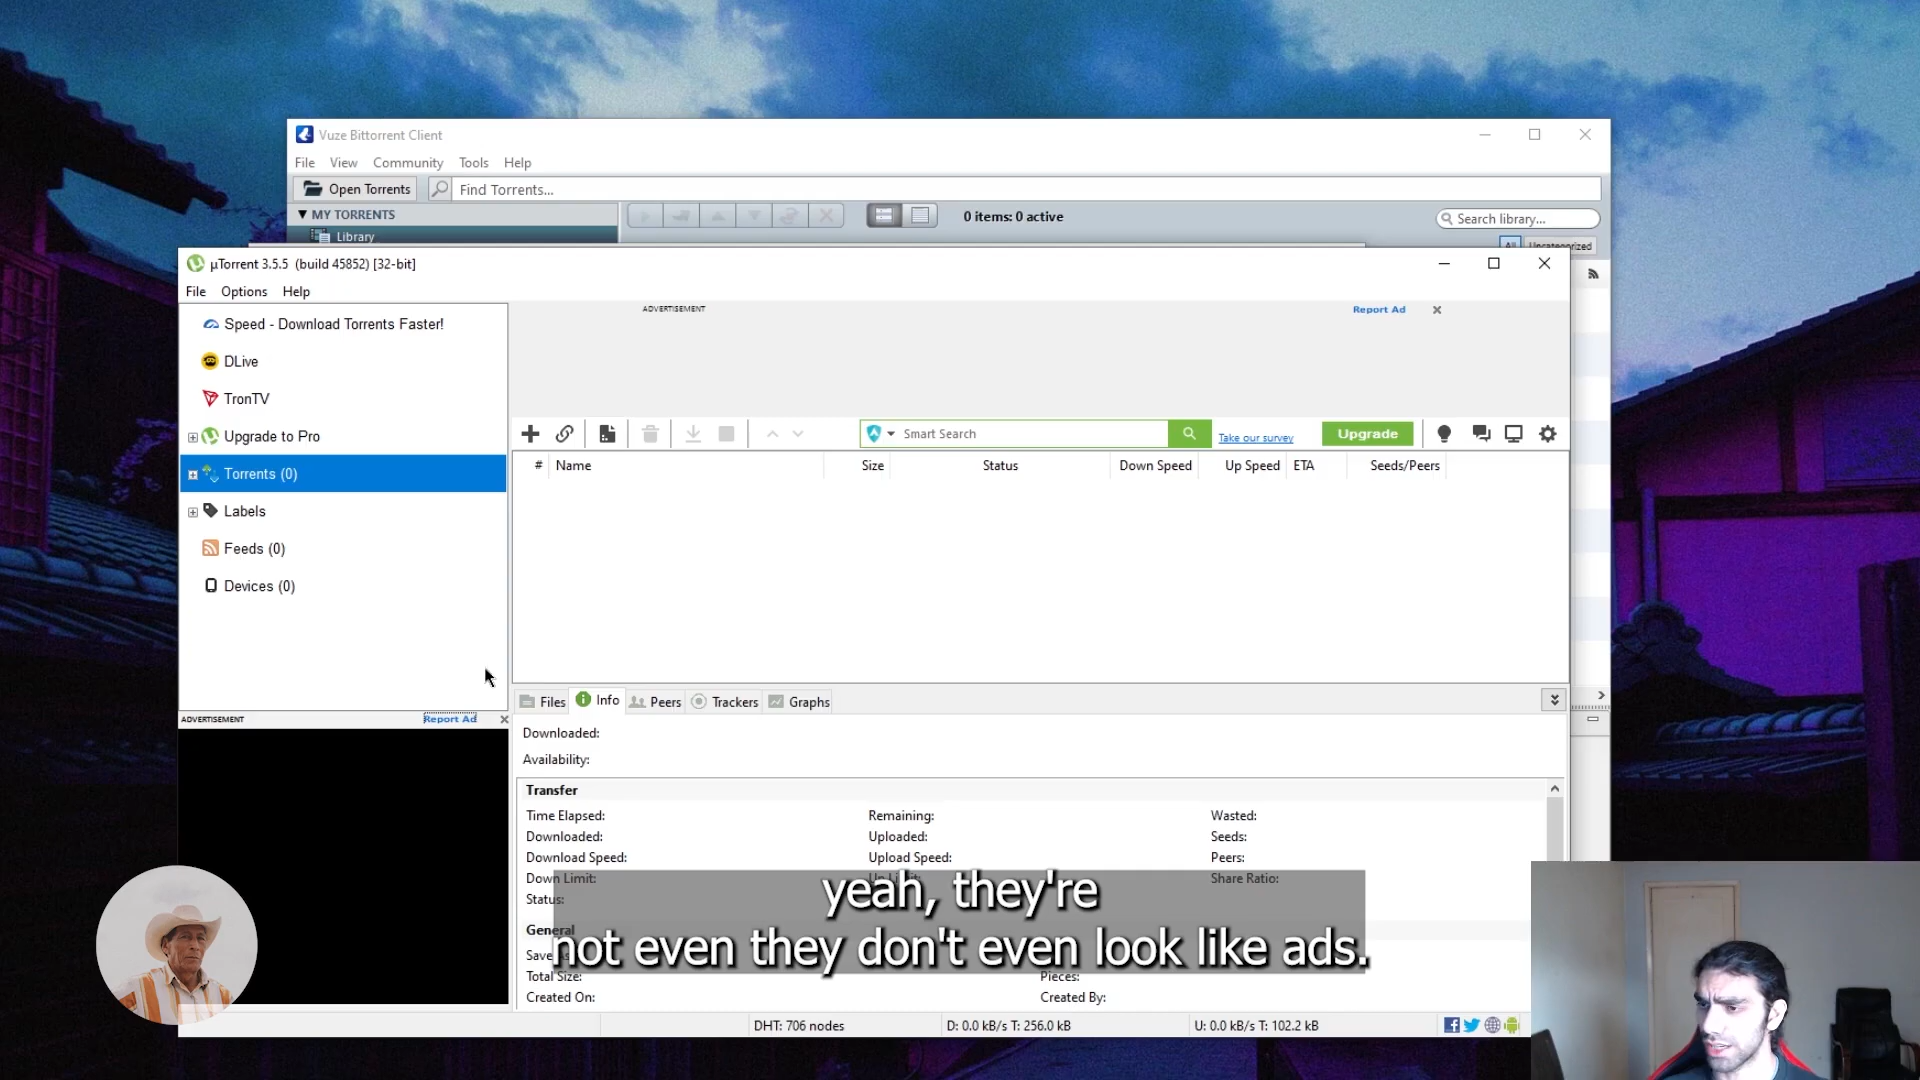 Vuze Bittorrent Client
File View Community Tools Help
Open Torrents Find Torrents...
MY TORRENTS
0 items: 0 active
Search library...
Library
All Uncategorized
µTorrent 3.5.5 (build 45852) [32-bit]
File Options Help
ADVERTISEMENT
Report Ad
Speed - Download Torrents Faster!
DLive
TronTV
Upgrade to Pro
Torrents (0)
Labels
Feeds (0)
Devices (0)
Smart Search
Take our survey
Upgrade
# Name Size Status Down Speed Up Speed ETA Seeds/Peers
ADVERTISEMENT Report Ad
Files Info Peers Trackers Graphs
Downloaded:
Availability:
Transfer
Time Elapsed: Remaining: Wasted:
Downloaded: Uploaded: Seeds:
Download Speed: Upload Speed: Peers:
Down Limit: Up Limit: Share Ratio:
Status:
yeah, they're
not even they don't even look like ads.
General
Total Size: Pieces:
Created On: Created By:
DHT: 706 nodes D: 0.0 kB/s T: 256.0 kB U: 0.0 kB/s T: 102.2 kB